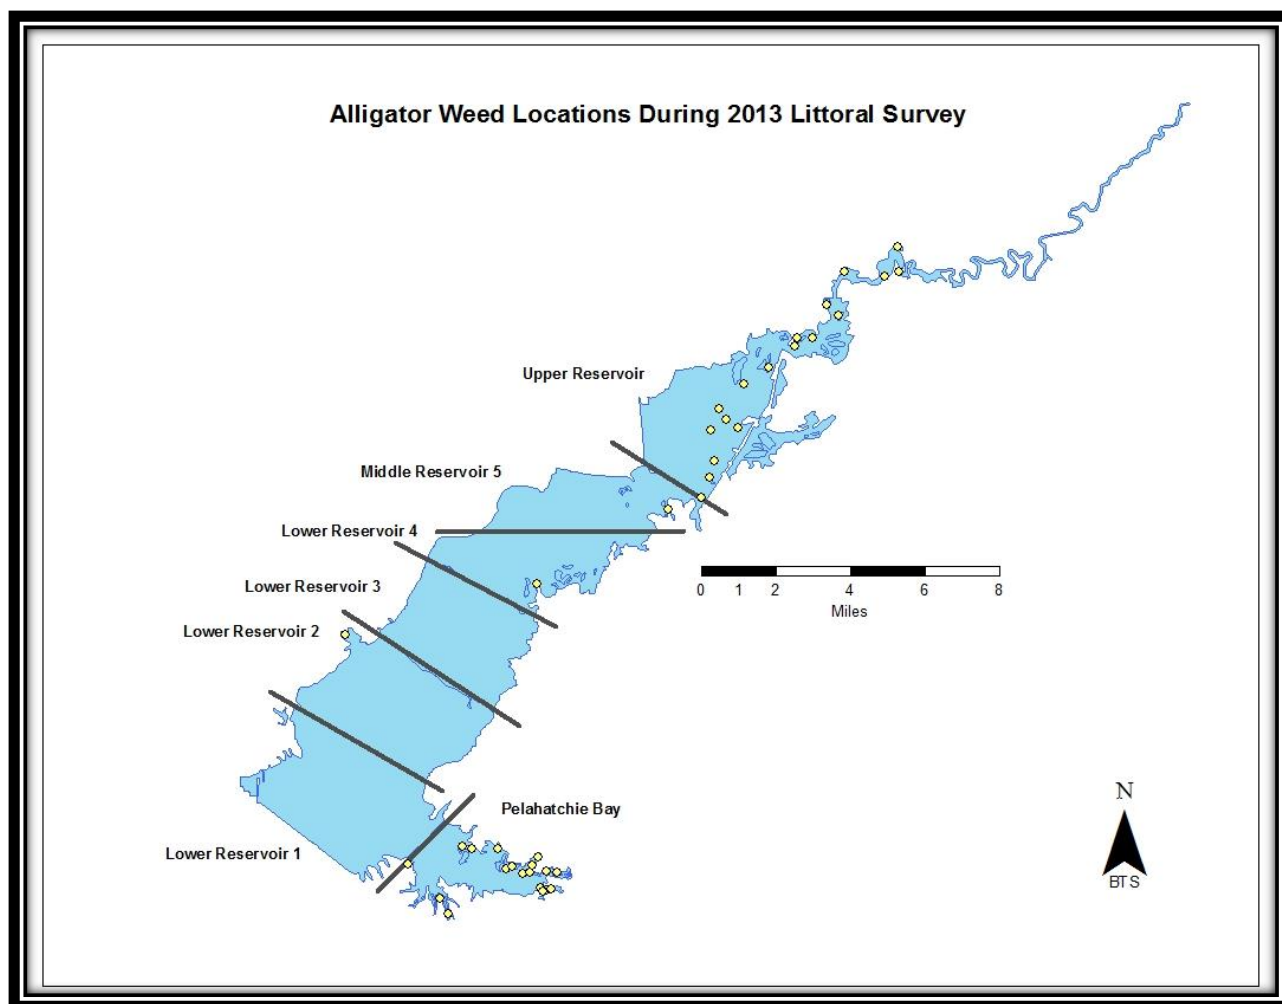 Alligator Weed Locations During 2013 Littoral Survey
Upper Reservoir
Middle Reservoir 5
Lower Reservoir 4
Lower Reservoir 3
Lower Reservoir 2
0 1 2 4 6 8
Miles
Pelahatchie Bay
Lower Reservoir 1
N
BTS